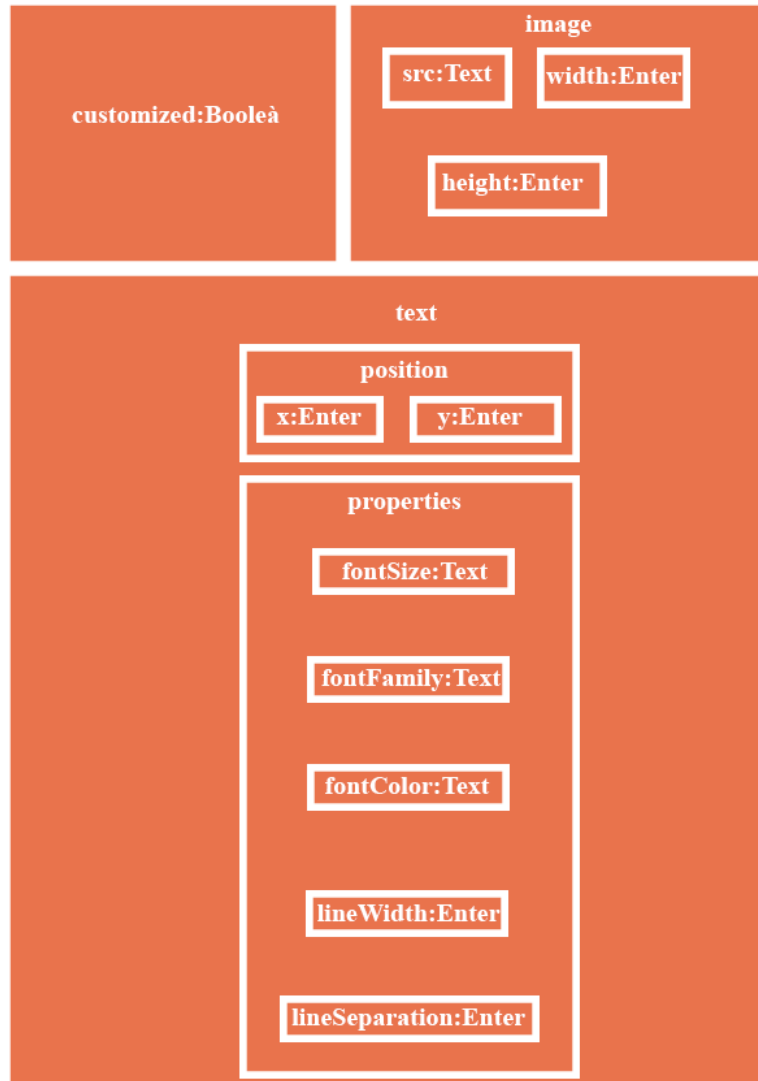 customized:Booleà
image
src:Text
width:Enter
height:Enter
text
position
x:Enter
y:Enter
properties
fontSize:Text
fontFamily:Text
fontColor:Text
lineWidth:Enter
lineSeparation:Enter